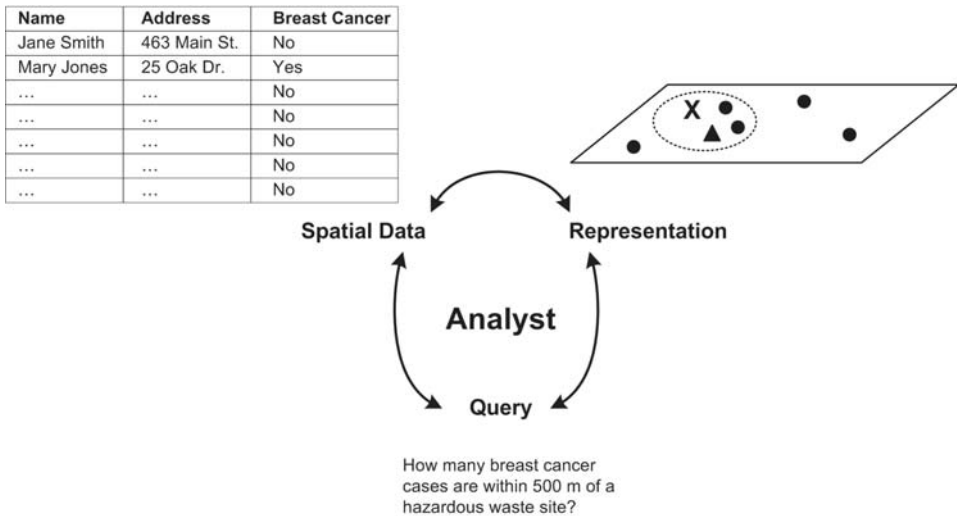 Name Address Breast Cancer
Jane Smith 463 Main St. No
Mary Jones 25 Oak Dr. Yes
... ... No
... ... No
... ... No
... ... No
... ... No
X
Spatial Data Representation
Analyst
Query
How many breast cancer
cases are within 500 m of a
hazardous waste site?